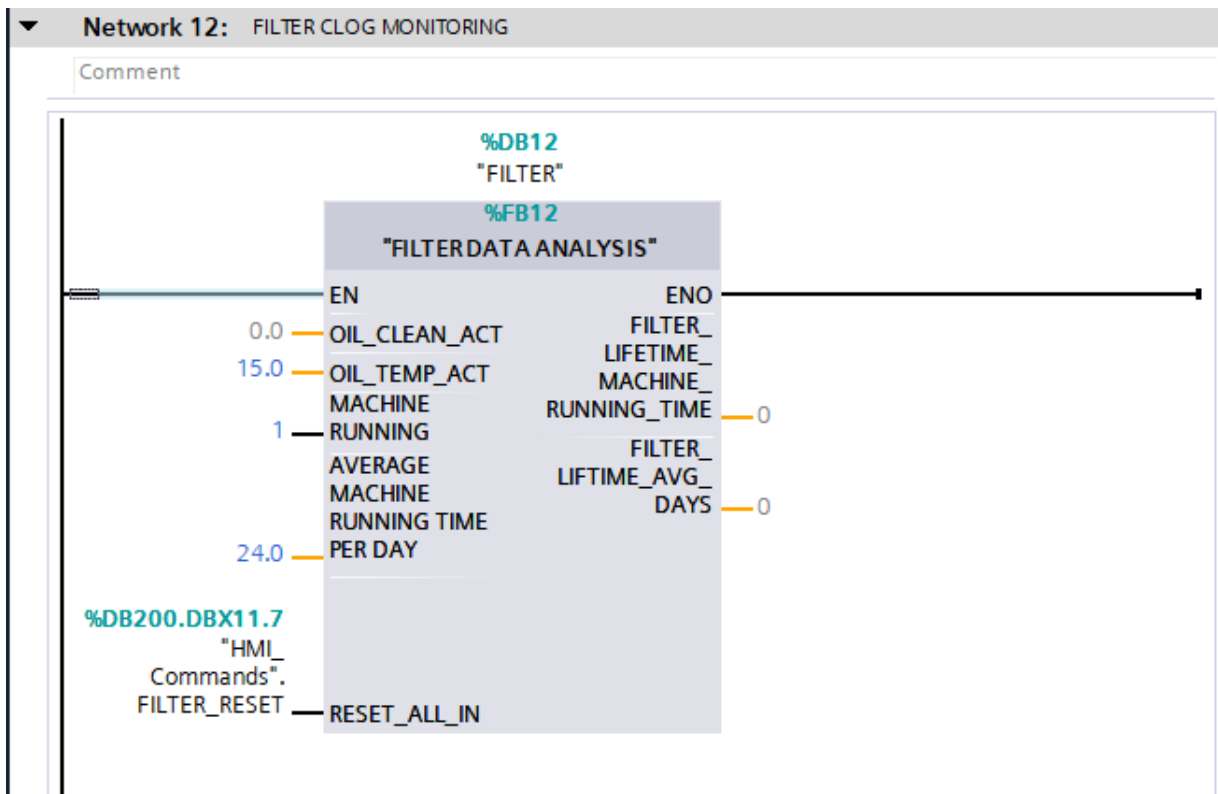 Network 12: FILTER CLOG MONITORING
Comment
%DB12
"FILTER"
%FB12
"FILTER DATA ANALYSIS"
EN
ENO
0.0
OIL_CLEAN_ACT
15.0
OIL_TEMP_ACT
1
MACHINE
RUNNING
24.0
AVERAGE
MACHINE
RUNNING TIME
PER DAY
%DB200.DBX11.7
"HMI_
Commands".
FILTER_RESET
RESET_ALL_IN
FILTER_
LIFETIME_
MACHINE_
RUNNING_TIME
0
FILTER_
LIFTIME_AVG_
DAYS
0